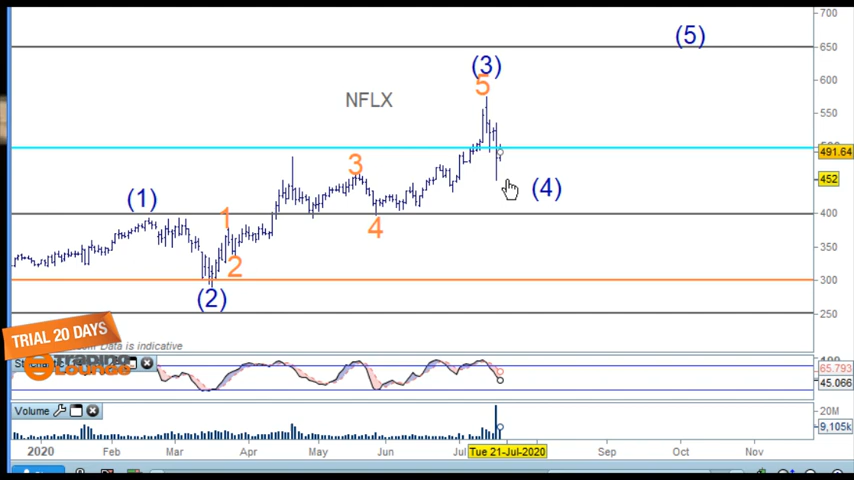 700
(5)
650
(3)
600
5
NFLX
550
491.64
3
452
(4)
(1)
1
400
4
350
2
300
(2)
250
TRIAL 20 DAYS
Data is indicative
TRADING
LOUNGE
65.793
45.066
Volume
20M
9,105k
2020
Feb
Mar
Apr
May
Jun
Jul
Tue 21-Jul-2020
Sep
Oct
Nov